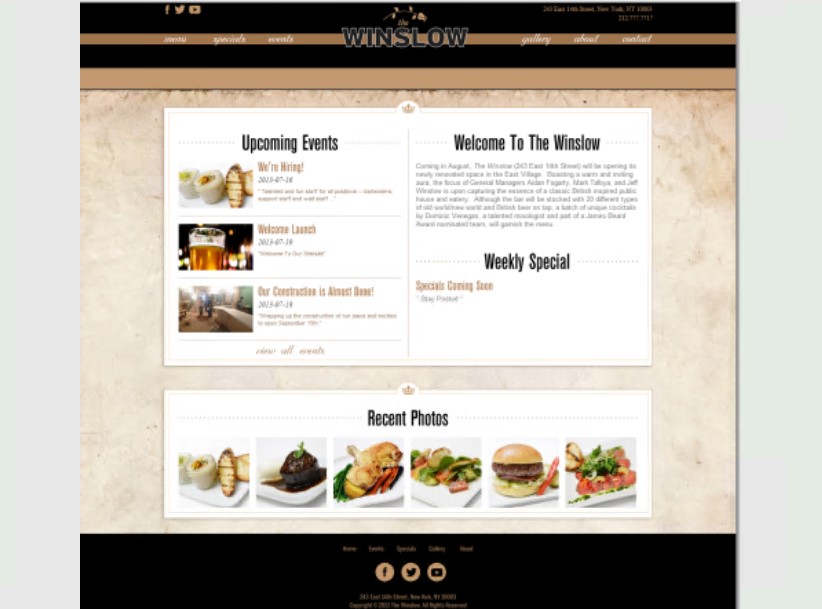 243 East 14th Street, New York, NY 10003
212.777.7717
menu specials events
the
WINSLOW
gallery about contact
Upcoming Events
We're Hiring!
2013-07-18
"Talented and fun staff for all positions - bartenders,
support staff and wait staff ..."
Welcome Launch
2013-07-19
"Welcome To Our Website"
Our Construction is Almost Done!
2013-07-19
"Wrapping up the construction of our space and
to open September 15th"
view all events
Welcome To The Winslow
Coming in August, The Winslow (243 East 14th Street) will be opening its
newly renovated space in the East Village. Boasting a warm and inviting
aura, the focus of General Managers Aidan Fogarty, Mark Tafoya, and Jeff
Winslow is upon capturing the essence of a classic British inspired public
house and eatery. Although the bar will be stocked with 20 different types
of old world/new world and British beer on tap, a batch of unique cocktails
by Dominic Venegas, a talented mixologist and part of a James Beard
Award nominated team, will garnish the menu.
Weekly Special
Specials Coming Soon
"Stay Posted"
Recent Photos
Home Events Specials Gallery About
243 East 14th Street, New York, NY 10003
Copyright © 2013 The Winslow. All Rights Reserved